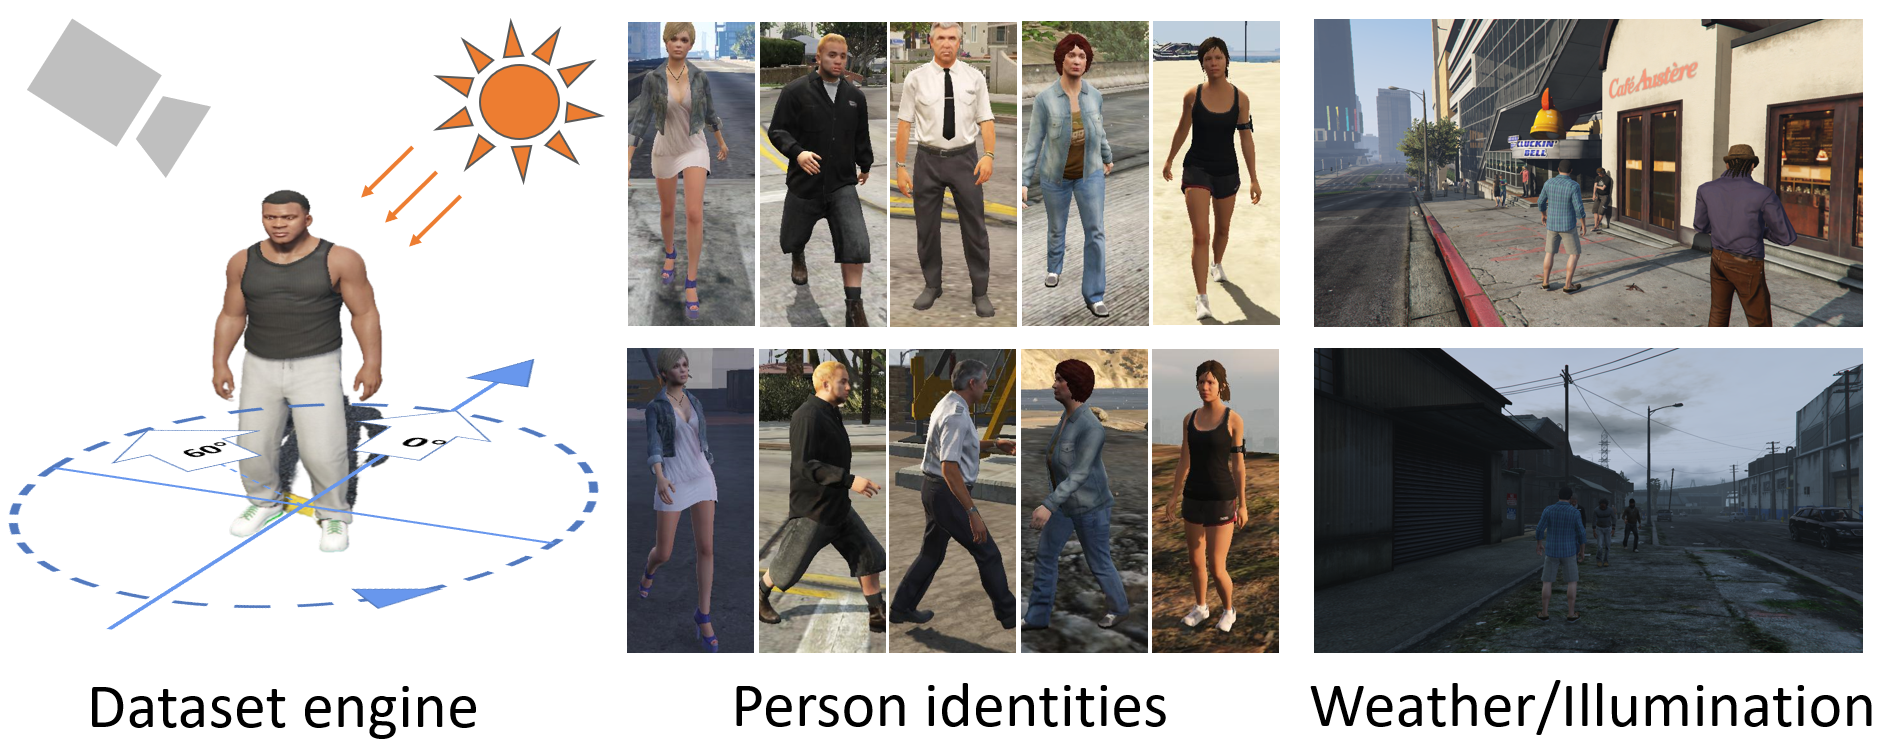 Café Austère
CLUCKIN'
BELL
60°
0°
Dataset engine
Person identities
Weather/Illumination